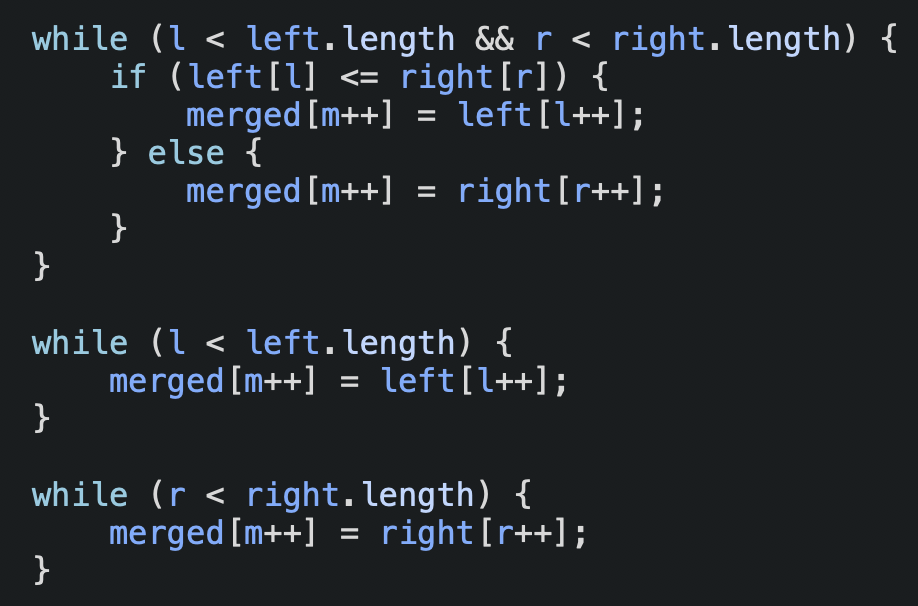 while (l < left.length && r < right.length) {
    if (left[l] <= right[r]) {
        merged[m++] = left[l++];
    } else {
        merged[m++] = right[r++];
    }
}

while (l < left.length) {
    merged[m++] = left[l++];
}

while (r < right.length) {
    merged[m++] = right[r++];
}